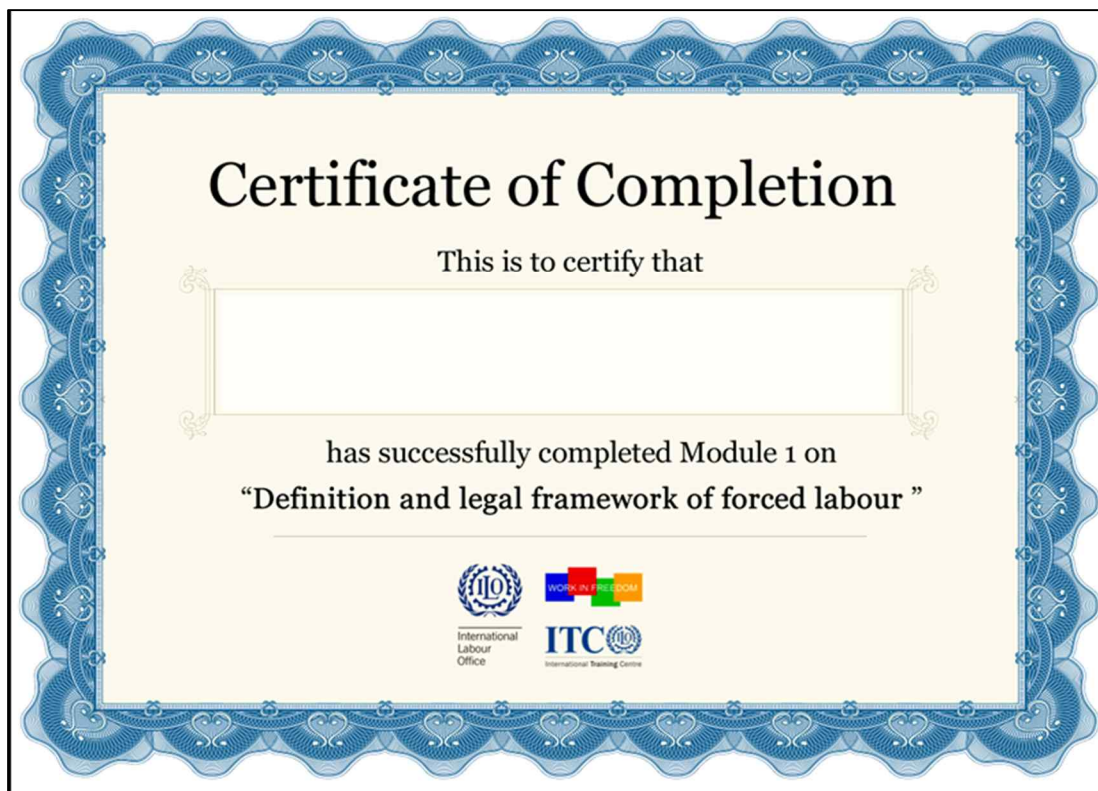 Certificate of Completion
This is to certify that
has successfully completed Module 1 on
“Definition and legal framework of forced labour ”
ILO
International
Labour
Office
WORK IN FREEDOM
ITC ILO
International Training Centre